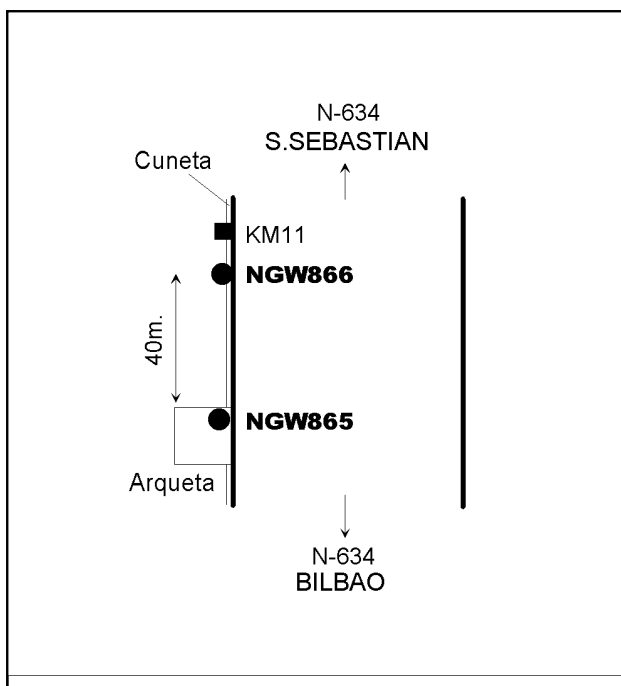 N-634
S.SEBASTIAN
Cuneta
KM11
NGW866
40m.
NGW865
Arqueta
N-634
BILBAO